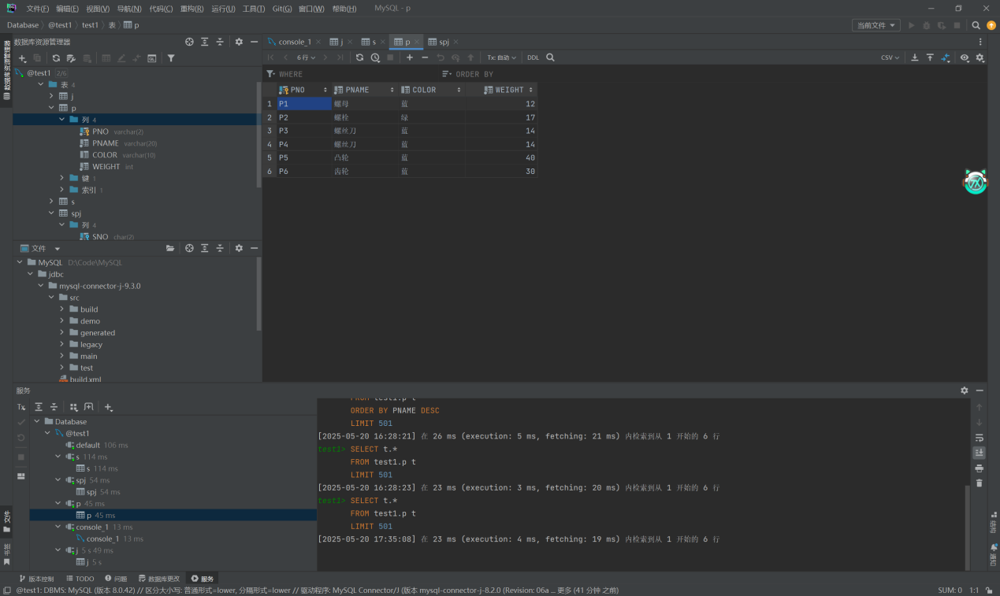 文件(F) 编辑(E) 视图(V) 导航(N) 代码(C) 重构(R) 运行(U) 工具(T) Git(G) 窗口(W) 帮助(H) MySQL - p
Database @test1 test1 表 p 当前文件
数据库资源管理器
数据库资源管理器
@test1 2/6
表 4
j
p
列 4
PNO varchar(2)
PNAME varchar(20)
COLOR varchar(10)
WEIGHT int
键 1
索引 1
s
spj
列 4
SNO char(2)
console_1 j s p spj
6 行 Tx: 自动 DDL CSV
WHERE ORDER BY
PNO PNAME COLOR WEIGHT
1 P1 螺母 蓝 12
2 P2 螺栓 绿 17
3 P3 螺丝刀 蓝 14
4 P4 螺丝刀 蓝 14
5 P5 凸轮 蓝 40
6 P6 齿轮 蓝 30
文件
MySQL D:\Code\MySQL
jdbc
mysql-connector-j-9.3.0
src
build
demo
generated
legacy
main
test
build.xml
服务
Tx
Database
@test1
default 106 ms
s 114 ms
s 114 ms
spj 54 ms
spj 54 ms
p 45 ms
p 45 ms
console_1 13 ms
console_1 13 ms
j 5 s 49 ms
j 5 s
FROM test1.p t
ORDER BY PNAME DESC
LIMIT 501
[2025-05-20 16:28:21] 在 26 ms (execution: 5 ms, fetching: 21 ms) 内检索到从 1 开始的 6 行
test1> SELECT t.*
FROM test1.p t
LIMIT 501
[2025-05-20 16:28:23] 在 23 ms (execution: 3 ms, fetching: 20 ms) 内检索到从 1 开始的 6 行
test1> SELECT t.*
FROM test1.p t
LIMIT 501
[2025-05-20 17:35:08] 在 23 ms (execution: 4 ms, fetching: 19 ms) 内检索到从 1 开始的 6 行
文件
书签
结构
通知
版本控制 TODO 问题 数据库更改 服务
@test1: DBMS: MySQL (版本 8.0.42) // 区分大小写: 普通形式=lower, 分隔形式=lower // 驱动程序: MySQL Connector/J (版本 mysql-connector-j-8.2.0 (Revision: 06a ... 更多 (41 分钟 之前) SUM: 0 1:1